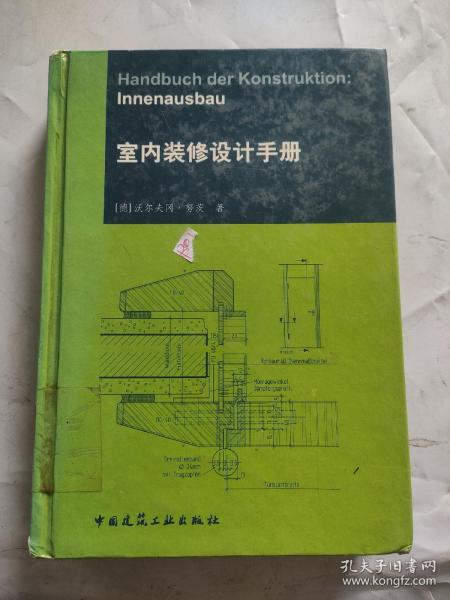 Handbuch der Konstruktion:
Innenausbau
室内装修设计手册
[德]沃尔夫冈·努茨 著
Montagewinkel
Türblattbreite
中国建筑工业出版社
孔夫子旧书网
www.kongfz.com